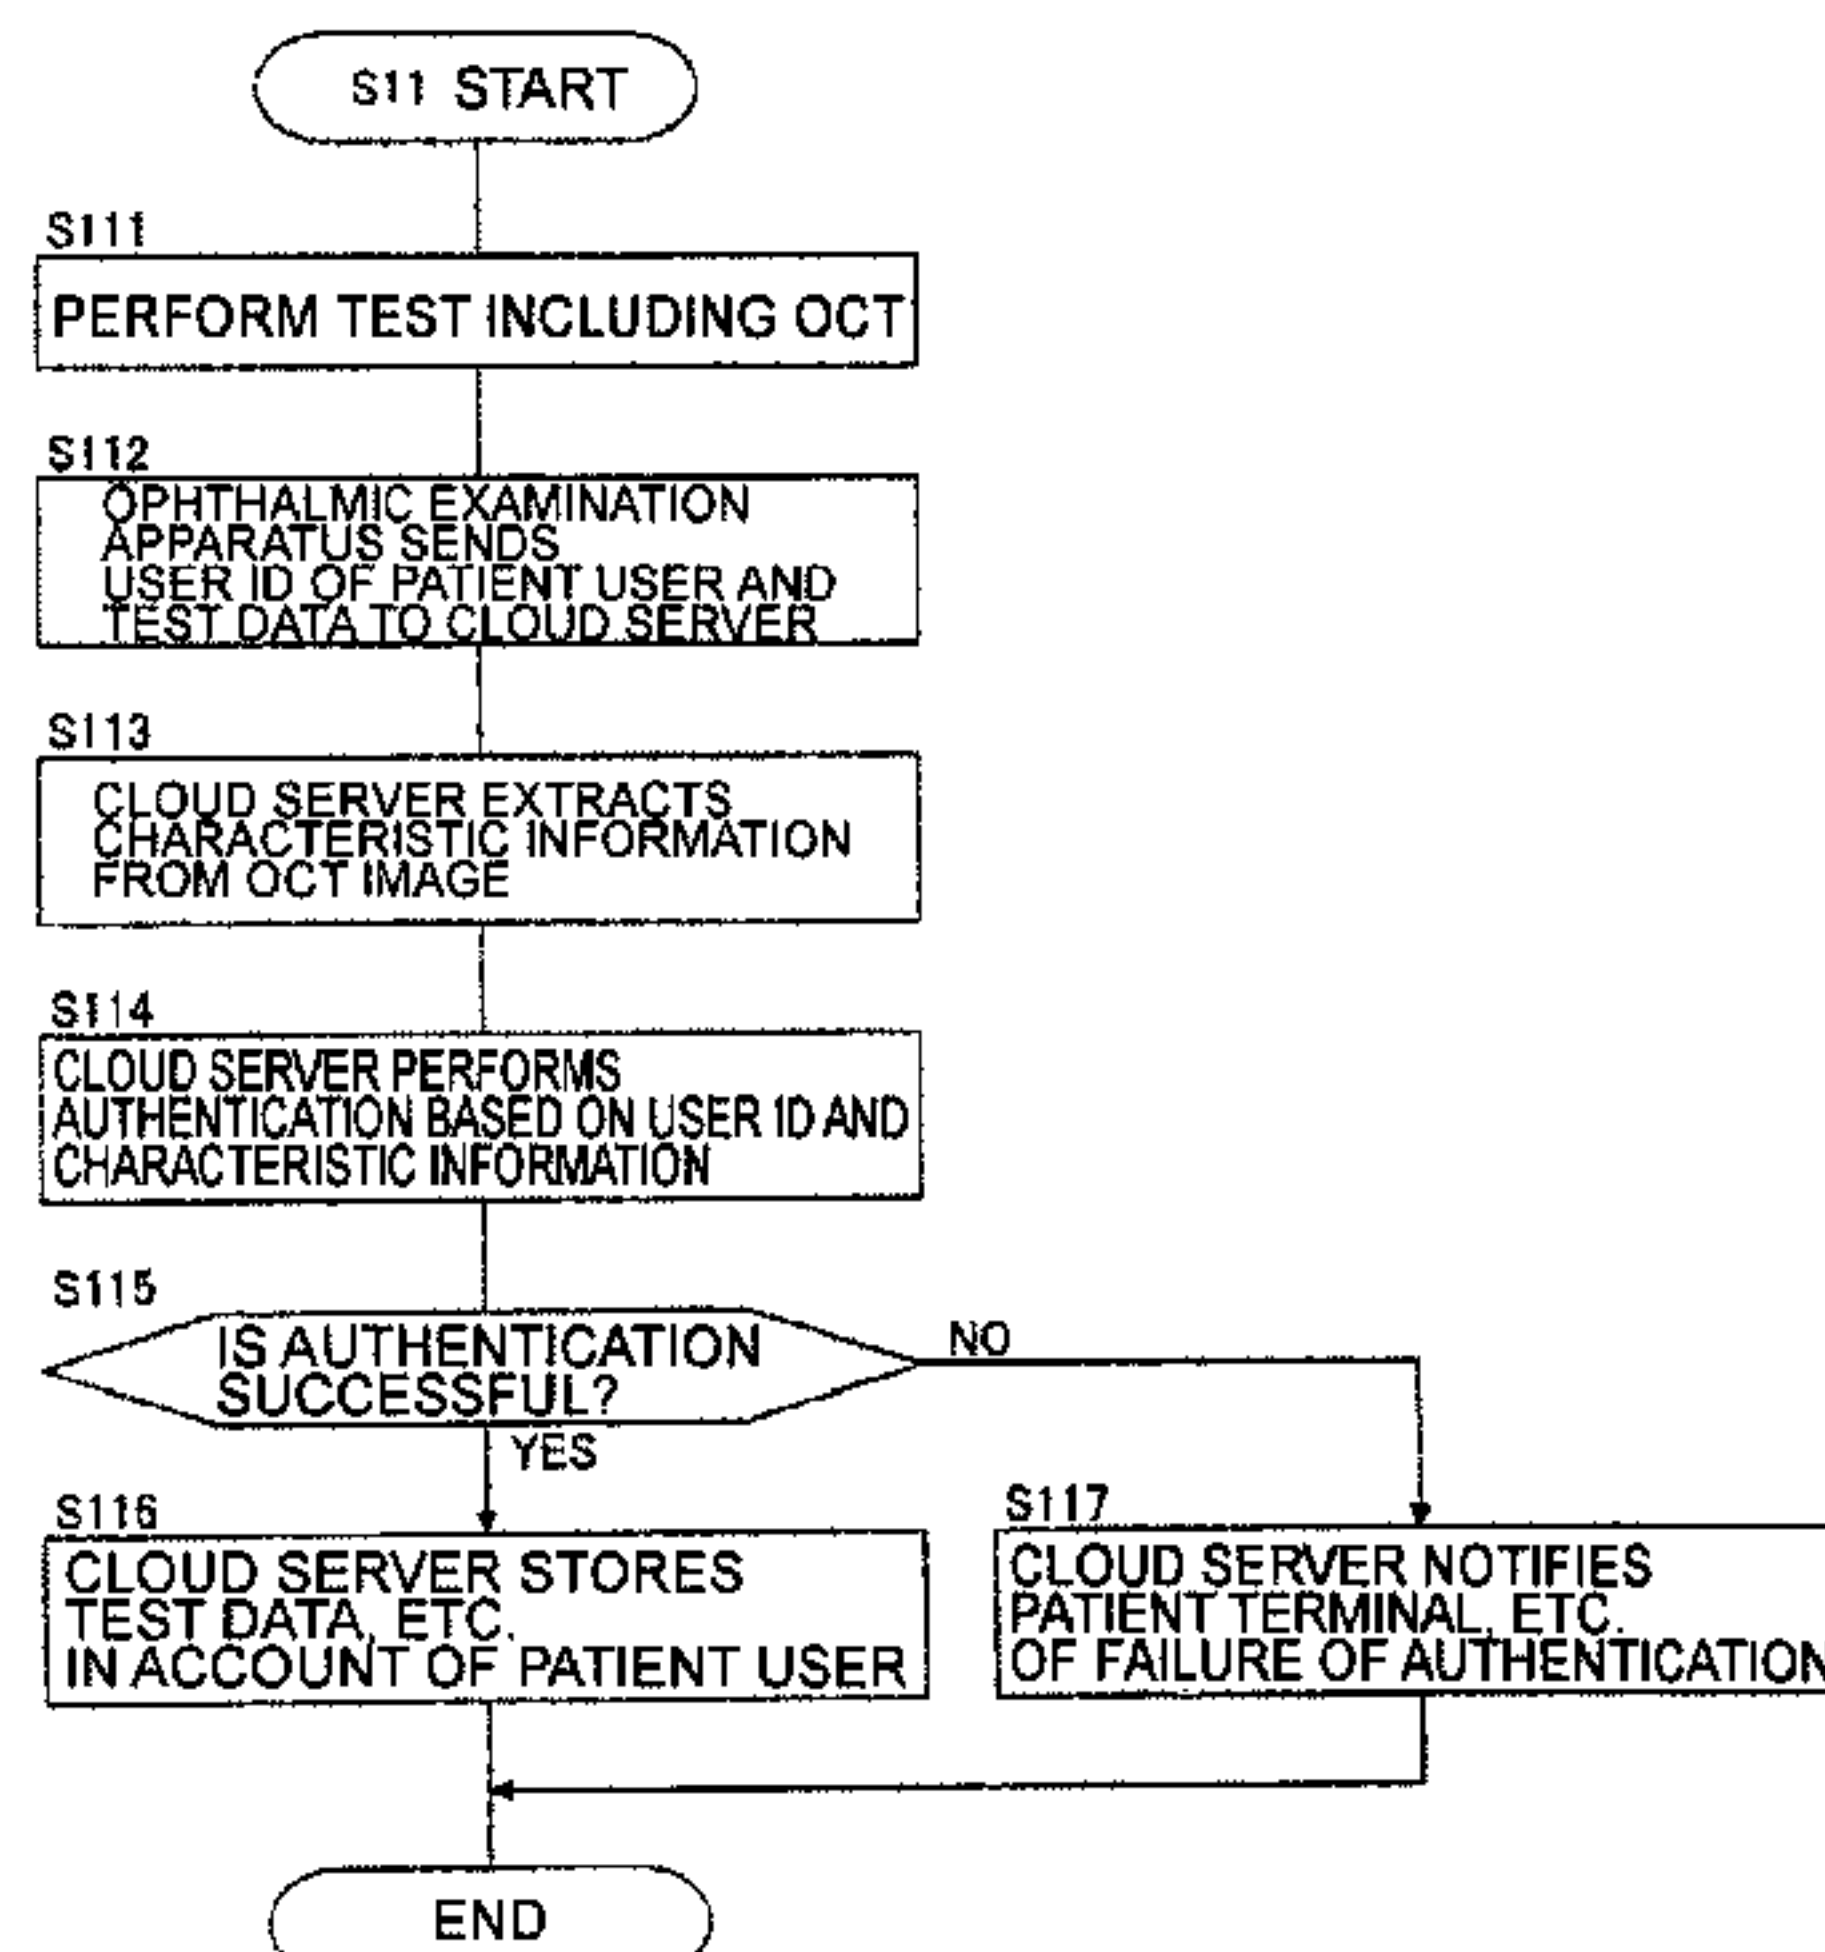 S11 START
S111
PERFORM TEST INCLUDING OCT
S112
OPHTHALMIC EXAMINATION
APPARATUS SENDS
USER ID OF PATIENT USER AND
TEST DATA TO CLOUD SERVER
S113
CLOUD SERVER EXTRACTS
CHARACTERISTIC INFORMATION
FROM OCT IMAGE
S114
CLOUD SERVER PERFORMS
AUTHENTICATION BASED ON USER ID AND
CHARACTERISTIC INFORMATION
S115
IS AUTHENTICATION
SUCCESSFUL?
NO
YES
S116
CLOUD SERVER STORES
TEST DATA, ETC.
IN ACCOUNT OF PATIENT USER
S117
CLOUD SERVER NOTIFIES
PATIENT TERMINAL, ETC.
OF FAILURE OF AUTHENTICATION
END